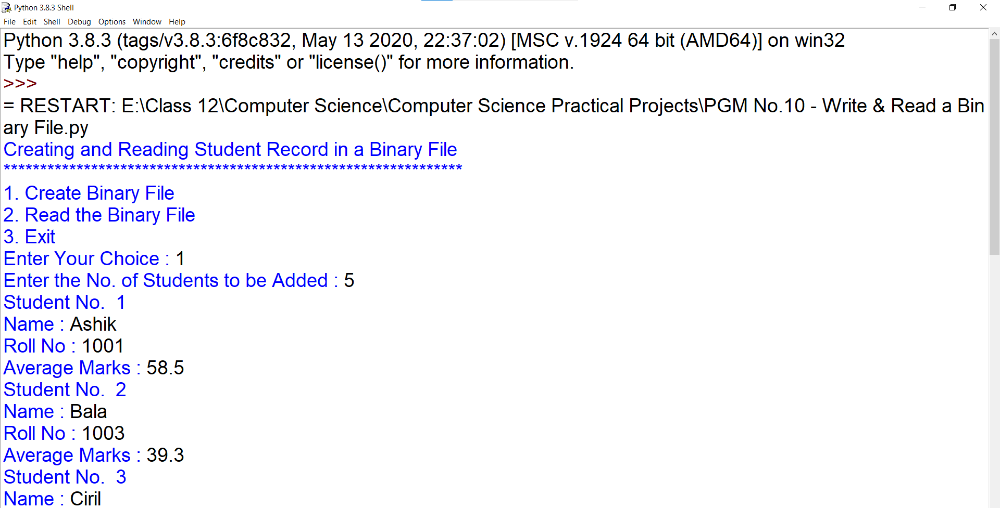 Python 3.8.3 Shell
File Edit Shell Debug Options Window Help
Python 3.8.3 (tags/v3.8.3:6f8c832, May 13 2020, 22:37:02) [MSC v.1924 64 bit (AMD64)] on win32
Type "help", "copyright", "credits" or "license()" for more information.
>>>
= RESTART: E:\Class 12\Computer Science\Computer Science Practical Projects\PGM No.10 - Write & Read a Bin
ary File.py
Creating and Reading Student Record in a Binary File
***************************************************************
1. Create Binary File
2. Read the Binary File
3. Exit
Enter Your Choice : 1
Enter the No. of Students to be Added : 5
Student No.  1
Name : Ashik
Roll No : 1001
Average Marks : 58.5
Student No.  2
Name : Bala
Roll No : 1003
Average Marks : 39.3
Student No.  3
Name : Ciril